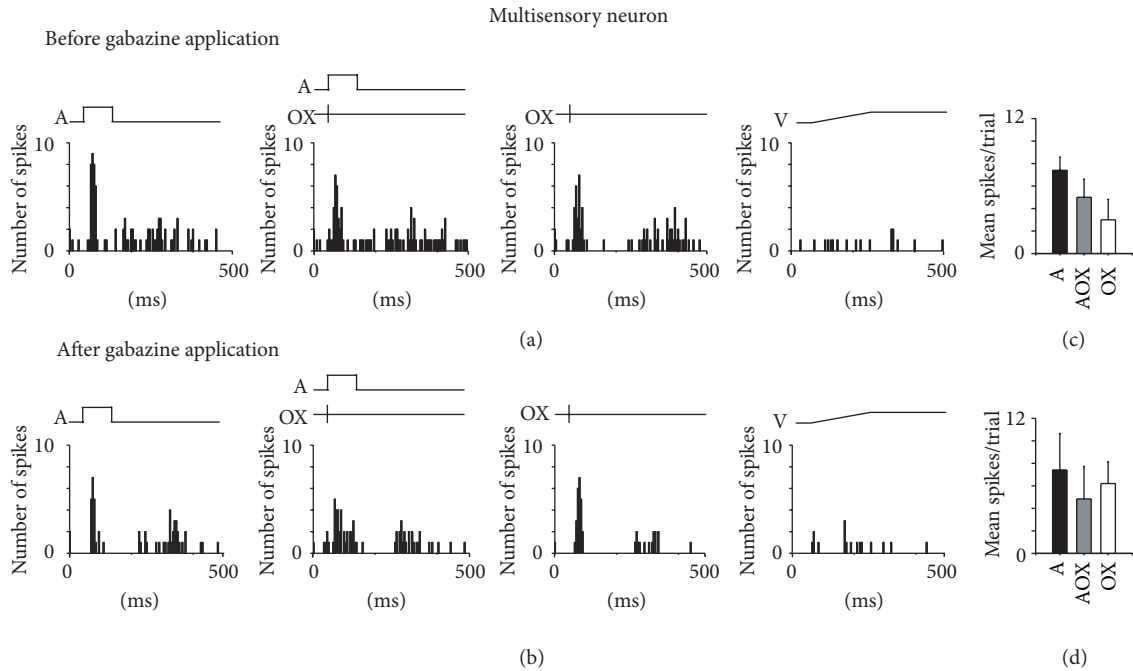 Multisensory neuron
Before gabazine application
A
Number of spikes
10
0
0
500
(ms)
A
OX
Number of spikes
10
0
0
500
(ms)
OX
Number of spikes
10
0
0
500
(ms)
V
Number of spikes
10
0
0
500
(ms)
(a)
Mean spikes/trial
12
0
A
AOX
OX
(c)
After gabazine application
A
Number of spikes
10
0
0
500
(ms)
A
OX
Number of spikes
10
0
0
500
(ms)
OX
Number of spikes
10
0
0
500
(ms)
V
Number of spikes
10
0
0
500
(ms)
(b)
Mean spikes/trial
12
0
A
AOX
OX
(d)